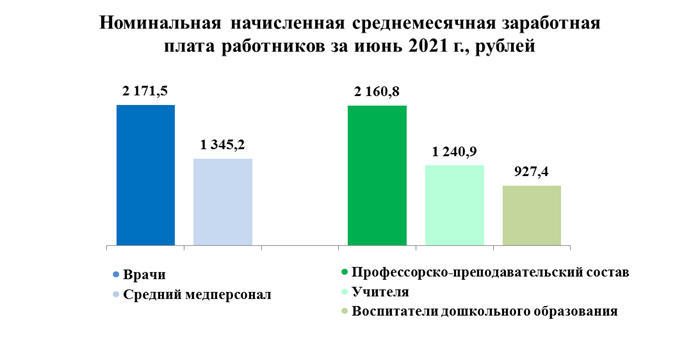 Номинальная начисленная среднемесячная заработная
плата работников за июнь 2021 г., рублей
2 171,5
1 345,2
2 160,8
1 240,9
927,4
Врачи
Средний медперсонал
Профессорско-преподавательский состав
Учителя
Воспитатели дошкольного образования